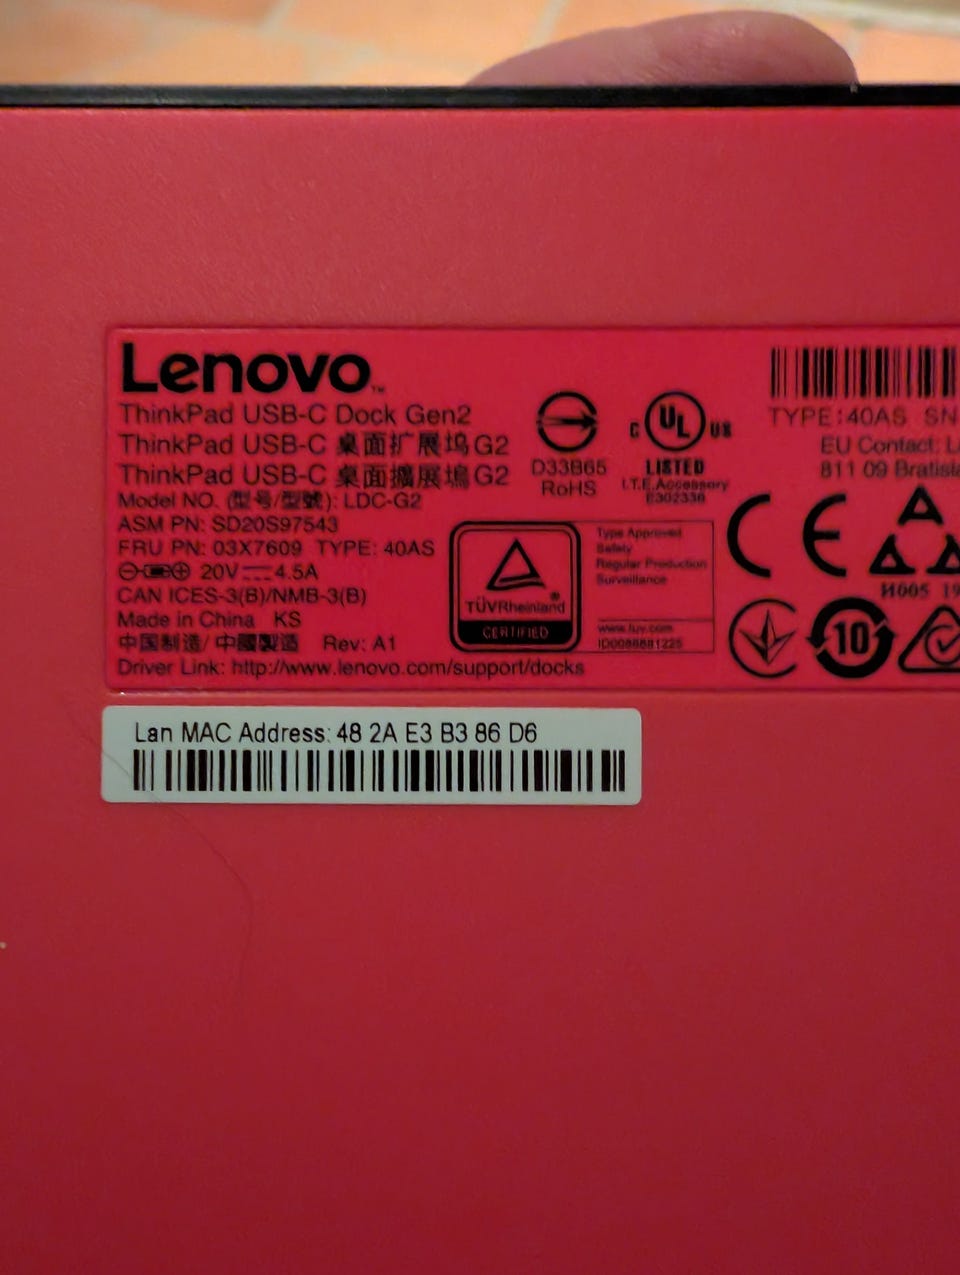 Lenovo™
ThinkPad USB-C Dock Gen2
ThinkPad USB-C 桌面扩展坞 G2
ThinkPad USB-C 桌面擴展塢 G2
Model NO. (型号/型號): LDC-G2
ASM PN: SD20S97543
FRU PN: 03X7609 TYPE: 40AS
20V 4.5A
CAN ICES-3(B)/NMB-3(B)
Made in China KS
中国制造/ 中國製造 Rev: A1
Driver Link: http://www.lenovo.com/support/docks
D33B65
RoHS
C UL US
LISTED
I.T.E.Accessory
E302336
TÜVRheinland®
CERTIFIED
Type Approved
Safety
Regular Production
Surveillance
www.tuv.com
TYPE:40AS SN
EU Contact:
811 09
CE
10
Lan MAC Address: 48 2A E3 B3 86 D6